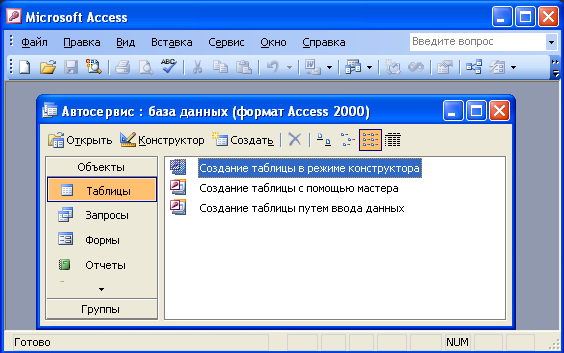 Microsoft Access
Файл Правка Вид Вставка Сервис Окно Справка Введите вопрос
Автосервис : база данных (формат Access 2000)
Открыть Конструктор Создать
Объекты
Таблицы
Запросы
Формы
Отчеты
Группы
Создание таблицы в режиме конструктора
Создание таблицы с помощью мастера
Создание таблицы путем ввода данных
Готово NUM